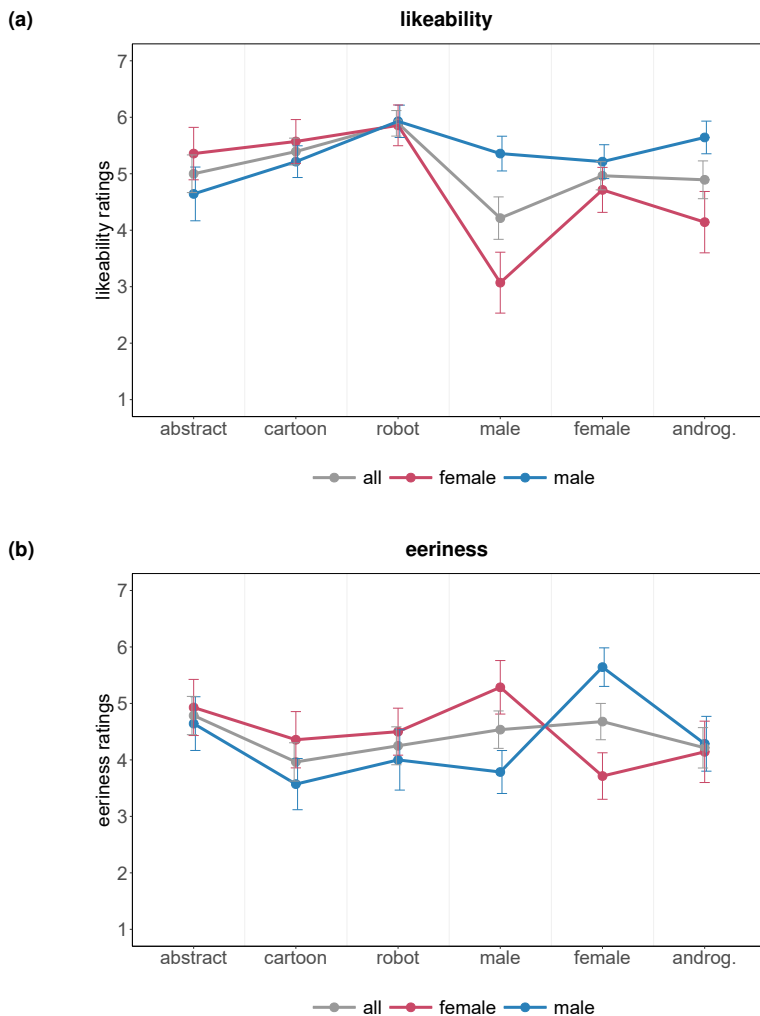 (a)
likeability
likeability ratings
7
6
5
4
3
2
1
abstract cartoon robot male female androg.
all female male
(b)
eeriness
eeriness ratings
7
6
5
4
3
2
1
abstract cartoon robot male female androg.
all female male